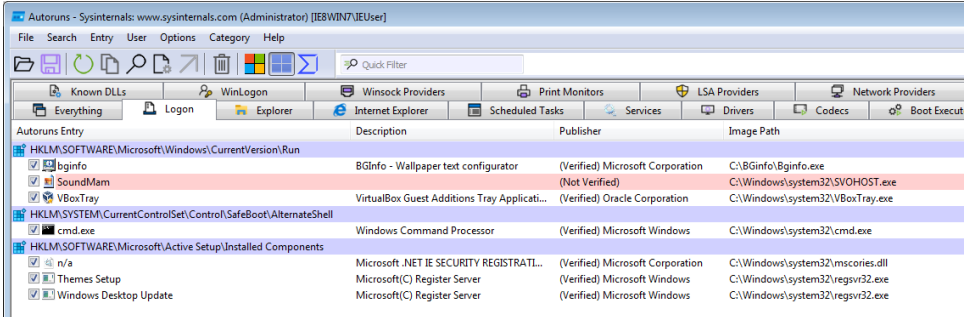 Autoruns - Sysinternals: www.sysinternals.com (Administrator) [IE8WIN7\IEUser]
File Search Entry User Options Category Help
Quick Filter
Known DLLs WinLogon Winsock Providers Print Monitors LSA Providers Network Providers
Everything Logon Explorer Internet Explorer Scheduled Tasks Services Drivers Codecs Boot Execut
Autoruns Entry Description Publisher Image Path
HKLM\SOFTWARE\Microsoft\Windows\CurrentVersion\Run
bginfo BGInfo - Wallpaper text configurator (Verified) Microsoft Corporation C:\BGinfo\Bginfo.exe
SoundMam (Not Verified) C:\Windows\system32\SVOHOST.exe
VBoxTray VirtualBox Guest Additions Tray Applicati... (Verified) Oracle Corporation C:\Windows\system32\VBoxTray.exe
HKLM\SYSTEM\CurrentControlSet\Control\SafeBoot\AlternateShell
cmd.exe Windows Command Processor (Verified) Microsoft Windows C:\Windows\system32\cmd.exe
HKLM\SOFTWARE\Microsoft\Active Setup\Installed Components
n/a Microsoft .NET IE SECURITY REGISTRATI... (Verified) Microsoft Corporation C:\Windows\system32\mscories.dll
Themes Setup Microsoft(C) Register Server (Verified) Microsoft Windows C:\Windows\system32\regsvr32.exe
Windows Desktop Update Microsoft(C) Register Server (Verified) Microsoft Windows C:\Windows\system32\regsvr32.exe